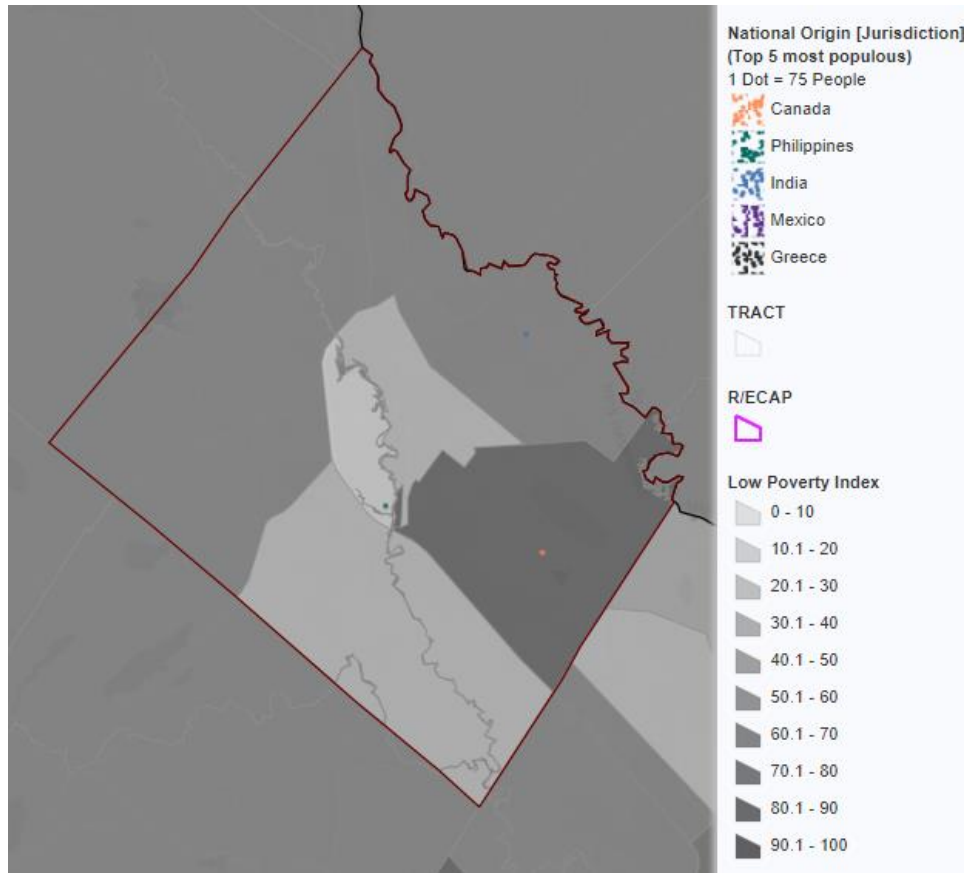 National Origin [Jurisdiction]
(Top 5 most populous)
1 Dot = 75 People
Canada
Philippines
India
Mexico
Greece
TRACT
R/ECAP
Low Poverty Index
0 - 10
10.1 - 20
20.1 - 30
30.1 - 40
40.1 - 50
50.1 - 60
60.1 - 70
70.1 - 80
80.1 - 90
90.1 - 100